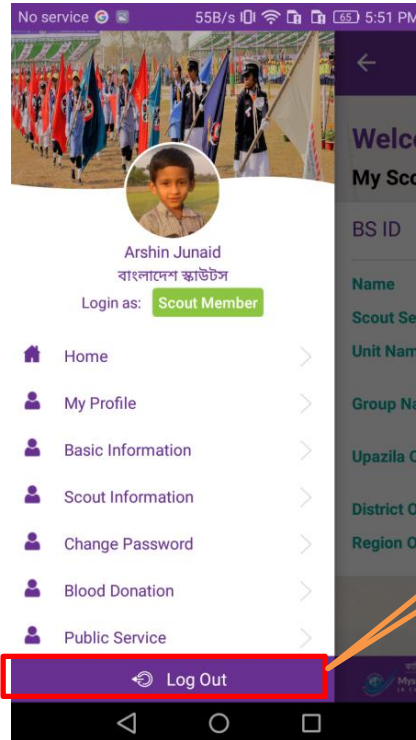 No service 55B/s 65 5:51 PM
Arshin Junaid
বাংলাদেশ স্কাউটস
Login as: Scout Member
Home
My Profile
Basic Information
Scout Information
Change Password
Blood Donation
Public Service
Log Out
Welco
My Sco
BS ID
Name
Scout Se
Unit Nam
Group Na
Upazila O
District O
Region O